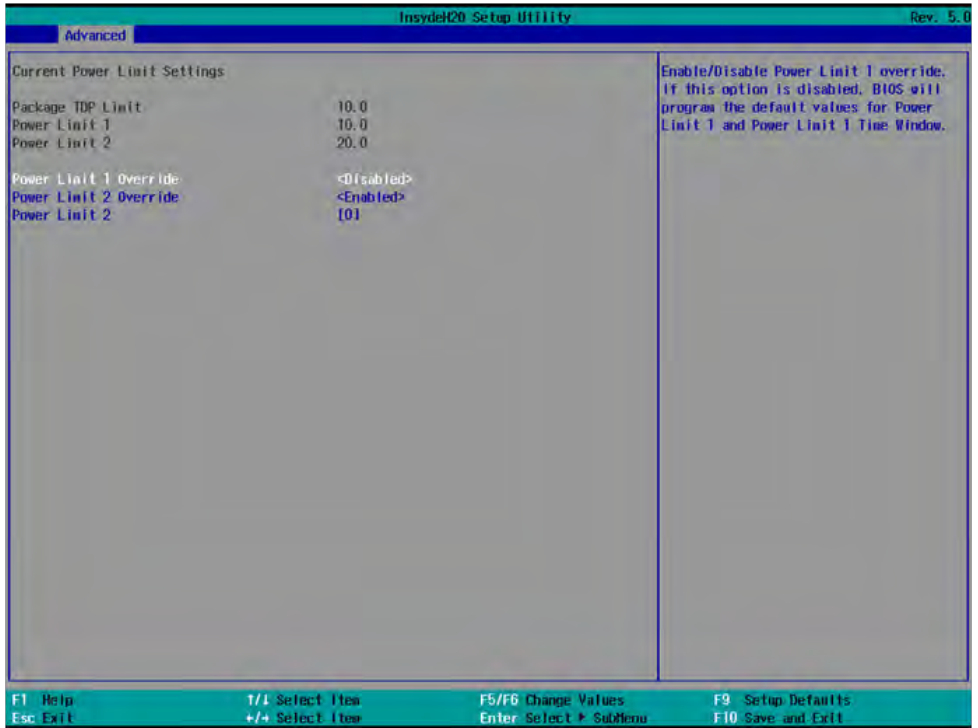 InsydeH20 Setup Utility Rev. 5.0
Advanced
Current Power Limit Settings
Package TDP Limit 10.0
Power Limit 1 10.0
Power Limit 2 20.0
Power Limit 1 Override <Disabled>
Power Limit 2 Override <Enabled>
Power Limit 2 [0]
Enable/Disable Power Limit 1 override.
If this option is disabled, BIOS will
program the default values for Power
Limit 1 and Power Limit 1 Time Window.
F1 Help ↑/↓ Select Item F5/F6 Change Values F9 Setup Defaults
Esc Exit ←/→ Select Item Enter Select ▶ SubMenu F10 Save and Exit